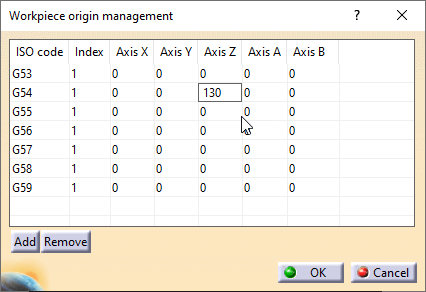 Workpiece origin management ? ×
ISO code Index Axis X Axis Y Axis Z Axis A Axis B
G53 1 0 0 0 0 0
G54 1 0 0 130 0 0
G55 1 0 0 0 0 0
G56 1 0 0 0 0 0
G57 1 0 0 0 0 0
G58 1 0 0 0 0 0
G59 1 0 0 0 0 0
Add Remove
OK Cancel